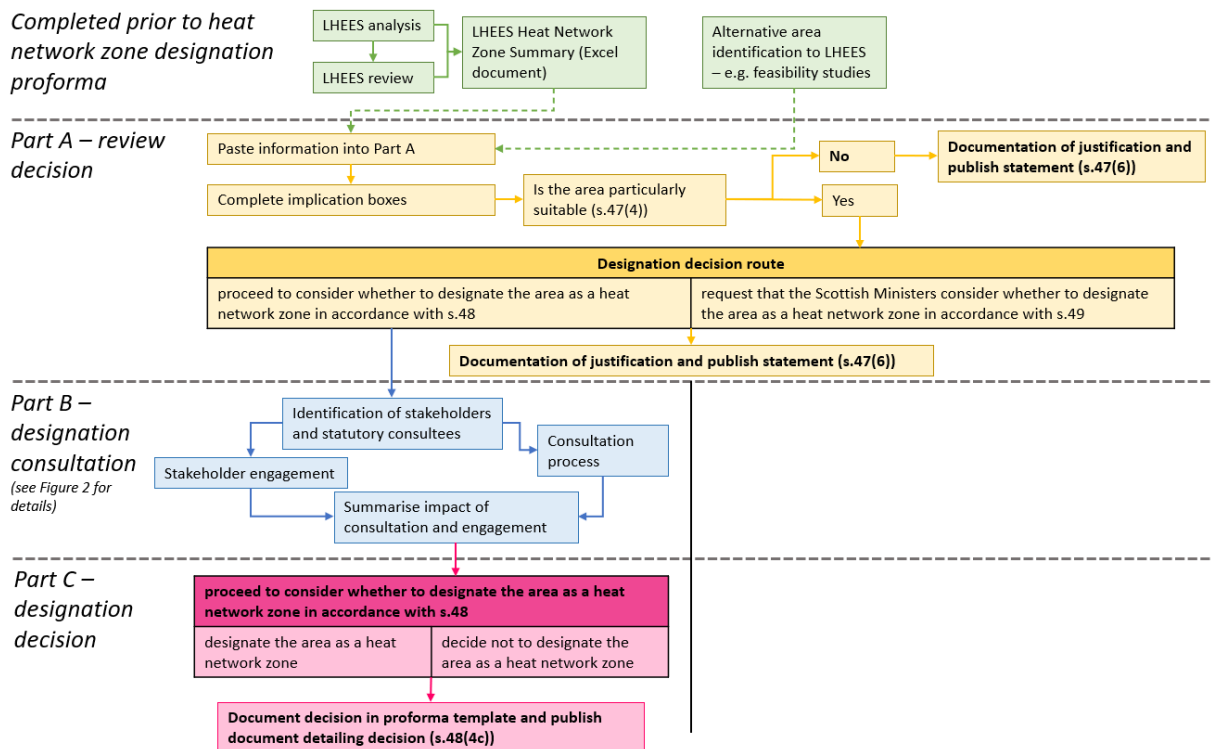 Completed prior to heat
network zone designation
proforma
LHEES analysis
LHEES review
LHEES Heat Network
Zone Summary (Excel
document)
Alternative area
identification to LHEES
– e.g. feasibility studies
Part A – review
decision
Paste information into Part A
Complete implication boxes
Is the area particularly
suitable (s.47(4))
No
Yes
Documentation of justification and
publish statement (s.47(6))
Designation decision route
proceed to consider whether to designate the area as a heat
network zone in accordance with s.48
request that the Scottish Ministers consider whether to designate
the area as a heat network zone in accordance with s.49
Documentation of justification and publish statement (s.47(6))
Part B –
designation
consultation
(see Figure 2 for
details)
Identification of stakeholders
and statutory consultees
Stakeholder engagement
Consultation
process
Summarise impact of
consultation and engagement
Part C –
designation
decision
proceed to consider whether to designate the area as a heat
network zone in accordance with s.48
designate the area as a heat
network zone
decide not to designate the
area as a heat network zone
Document decision in proforma template and publish
document detailing decision (s.48(4c))